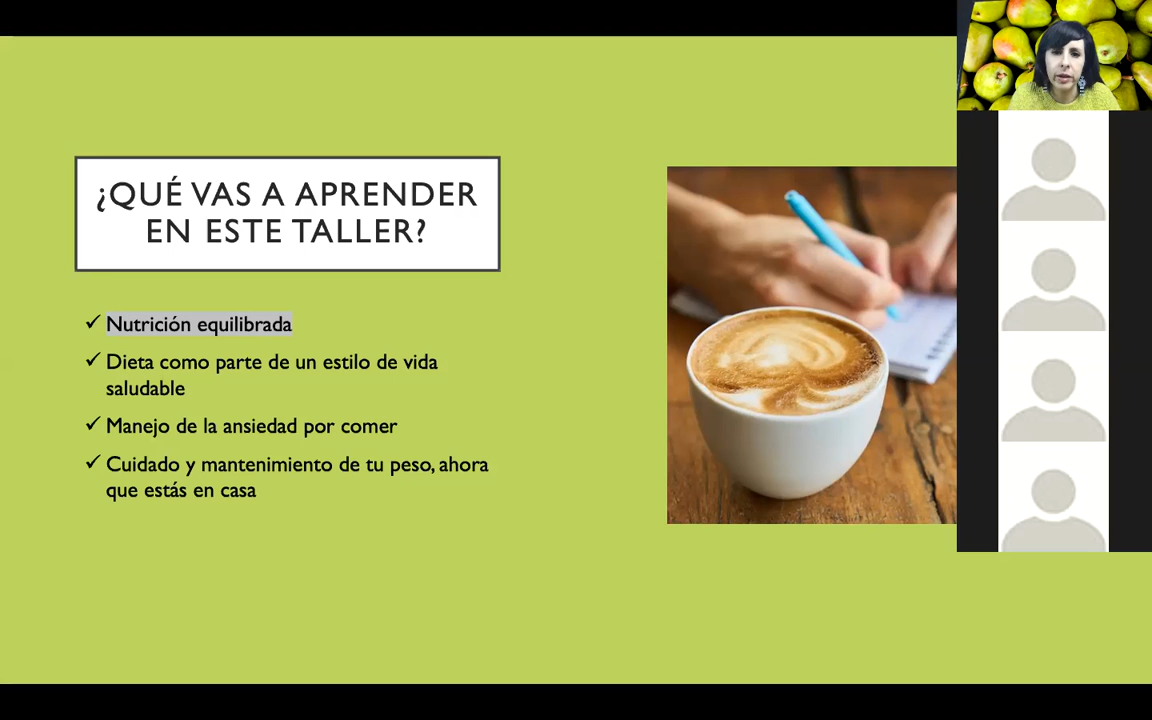 ¿QUÉ VAS A APRENDER
EN ESTE TALLER?
✓ Nutrición equilibrada
✓ Dieta como parte de un estilo de vida
saludable
✓ Manejo de la ansiedad por comer
✓ Cuidado y mantenimiento de tu peso, ahora
que estás en casa